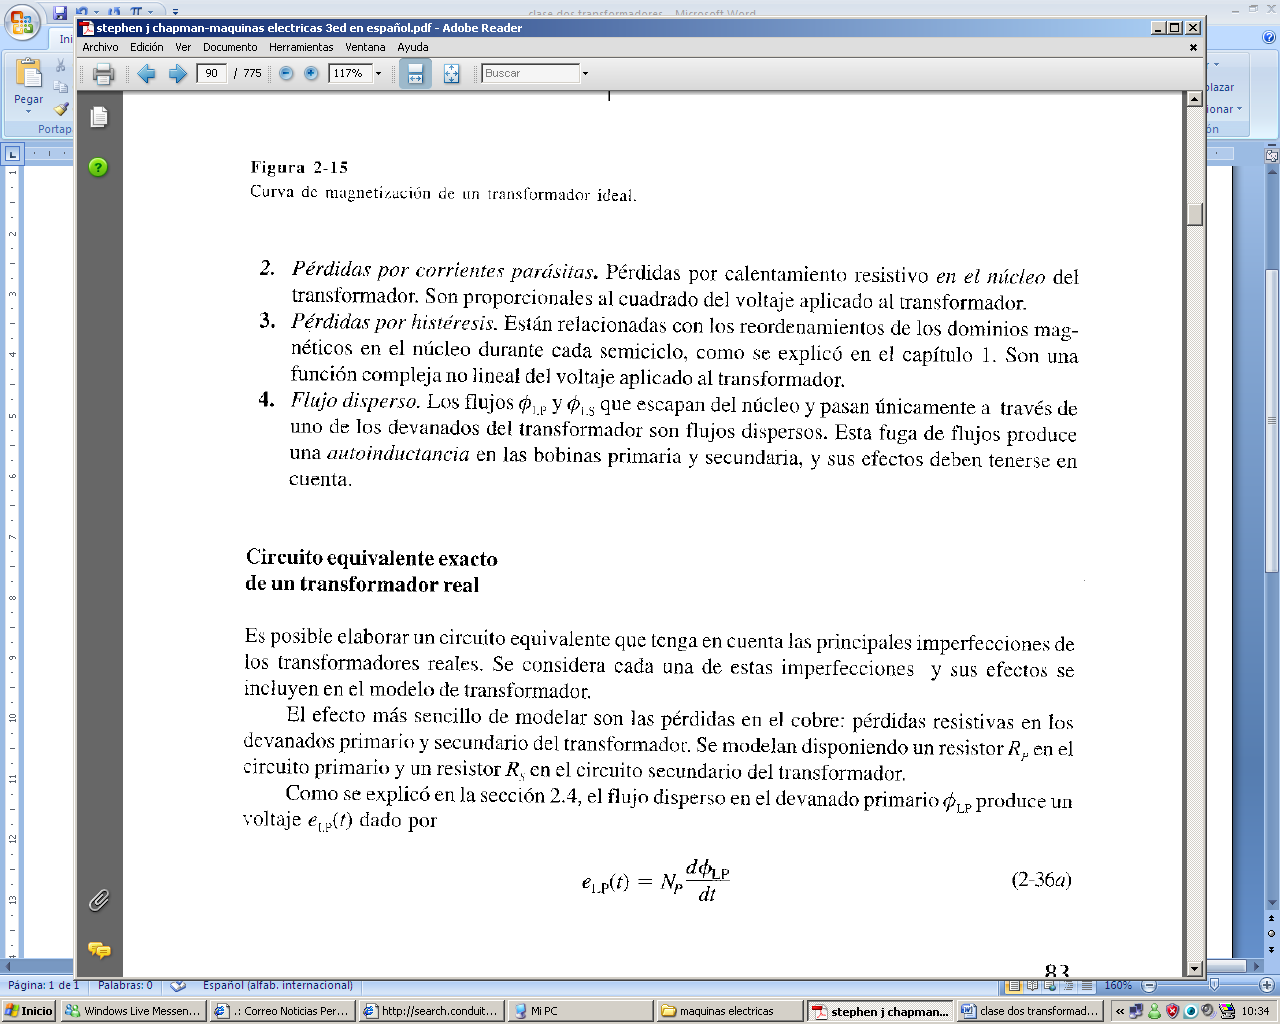 clase dos transformadores - Microsoft Word
stephen j chapman-maquinas electricas 3ed en español.pdf - Adobe Reader
Archivo Edición Ver Documento Herramientas Ventana Ayuda
90 / 775 117% Buscar
Pegar
Portap
Figura 2-15
Curva de magnetización de un transformador ideal.
2. Pérdidas por corrientes parásitas. Pérdidas por calentamiento resistivo en el núcleo del
transformador. Son proporcionales al cuadrado del voltaje aplicado al transformador.
3. Pérdidas por histéresis. Están relacionadas con los reordenamientos de los dominios mag-
néticos en el núcleo durante cada semiciclo, como se explicó en el capítulo 1. Son una
función compleja no lineal del voltaje aplicado al transformador.
4. Flujo disperso. Los flujos ϕLP y ϕLS que escapan del núcleo y pasan únicamente a través de
uno de los devanados del transformador son flujos dispersos. Esta fuga de flujos produce
una autoinductancia en las bobinas primaria y secundaria, y sus efectos deben tenerse en
cuenta.
Circuito equivalente exacto
de un transformador real
Es posible elaborar un circuito equivalente que tenga en cuenta las principales imperfecciones de
los transformadores reales. Se considera cada una de estas imperfecciones y sus efectos se
incluyen en el modelo de transformador.
El efecto más sencillo de modelar son las pérdidas en el cobre: pérdidas resistivas en los
devanados primario y secundario del transformador. Se modelan disponiendo un resistor RP en el
circuito primario y un resistor RS en el circuito secundario del transformador.
Como se explicó en la sección 2.4, el flujo disperso en el devanado primario ϕLP produce un
voltaje eLP(t) dado por
eLP(t) = NP dϕLP/dt (2-36a)
83
Página: 1 de 1 Palabras: 0 Español (alfab. internacional) 160%
Inicio Windows Live Messen... .: Correo Noticias Per... http://search.conduit... Mi PC maquinas electricas stephen j chapman... clase dos transformad... 10:34